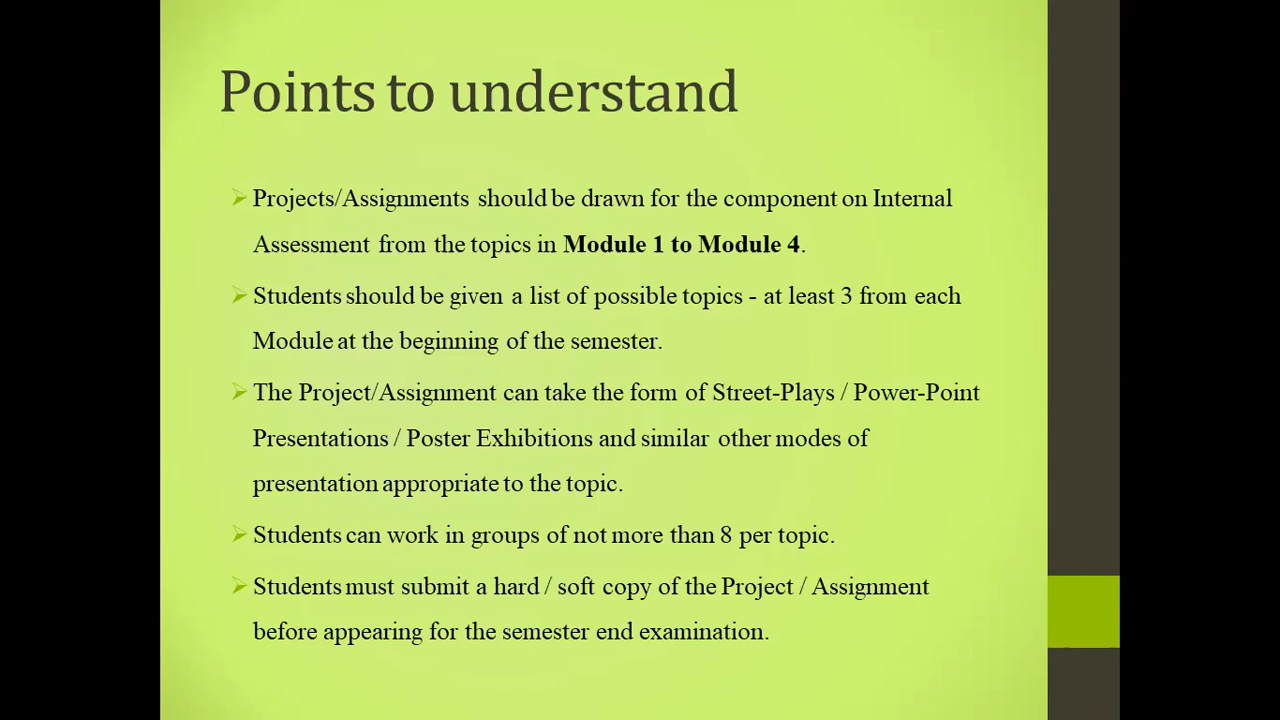 Points to understand
Projects/Assignments should be drawn for the component on Internal
Assessment from the topics in Module 1 to Module 4.
Students should be given a list of possible topics - at least 3 from each
Module at the beginning of the semester.
The Project/Assignment can take the form of Street-Plays / Power-Point
Presentations / Poster Exhibitions and similar other modes of
presentation appropriate to the topic.
Students can work in groups of not more than 8 per topic.
Students must submit a hard / soft copy of the Project / Assignment
before appearing for the semester end examination.